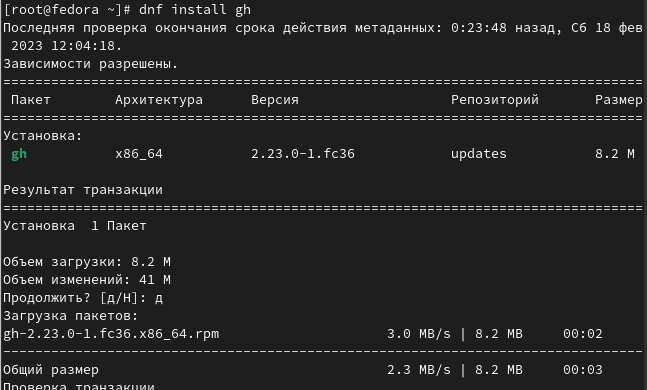 [root@fedora ~]# dnf install gh
Последняя проверка окончания срока действия метаданных: 0:23:48 назад, Сб 18 фев
2023 12:04:18.
Зависимости разрешены.
================================================================================
Пакет Архитектура Версия Репозиторий Размер
================================================================================
Установка:
gh x86_64 2.23.0-1.fc36 updates 8.2 M
Результат транзакции
================================================================================
Установка 1 Пакет
Объем загрузки: 8.2 M
Объем изменений: 41 M
Продолжить? [д/Н]: д
Загрузка пакетов:
gh-2.23.0-1.fc36.x86_64.rpm 3.0 MB/s | 8.2 MB 00:02
--------------------------------------------------------------------------------
Общий размер 2.3 MB/s | 8.2 MB 00:03
Проверка транзакции